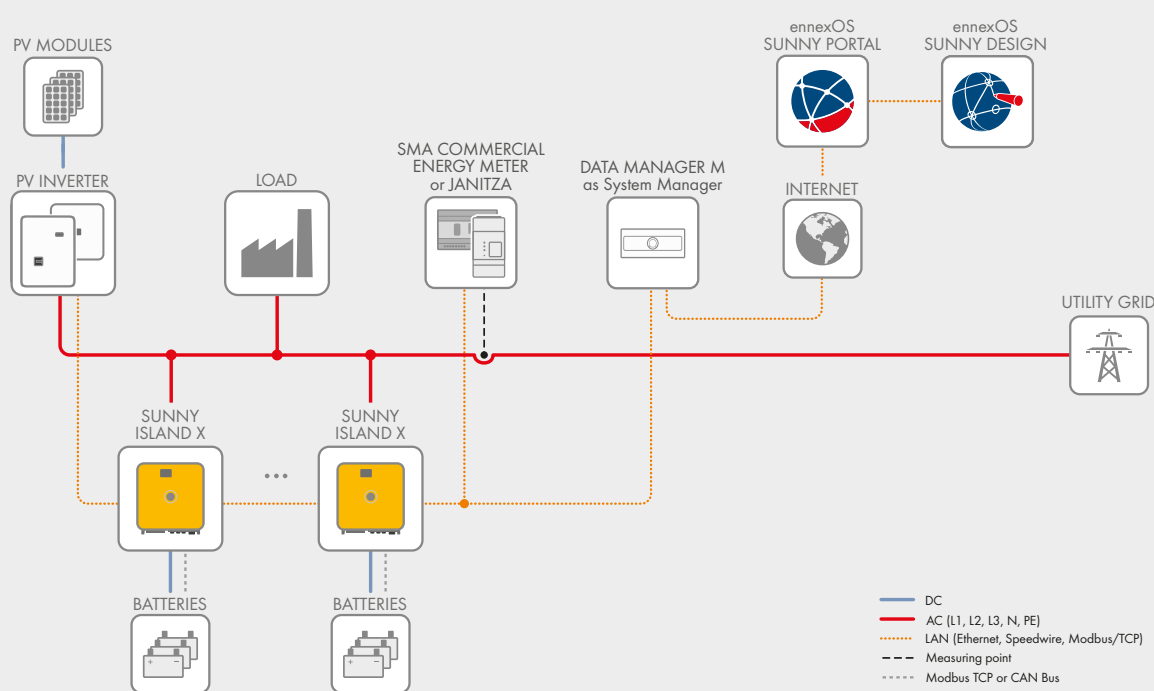 ennexOS
SUNNY PORTAL
ennexOS
SUNNY DESIGN
PV MODULES
SMA COMMERCIAL
ENERGY METER
or JANITZA
DATA MANAGER M
as System Manager
PV INVERTER
LOAD
INTERNET
UTILITY GRID
SUNNY
ISLAND X
SUNNY
ISLAND X
...
BATTERIES
BATTERIES
+ −
+ −
DC
AC (L1, L2, L3, N, PE)
LAN (Ethernet, Speedwire, Modbus/TCP)
Measuring point
Modbus TCP or CAN Bus